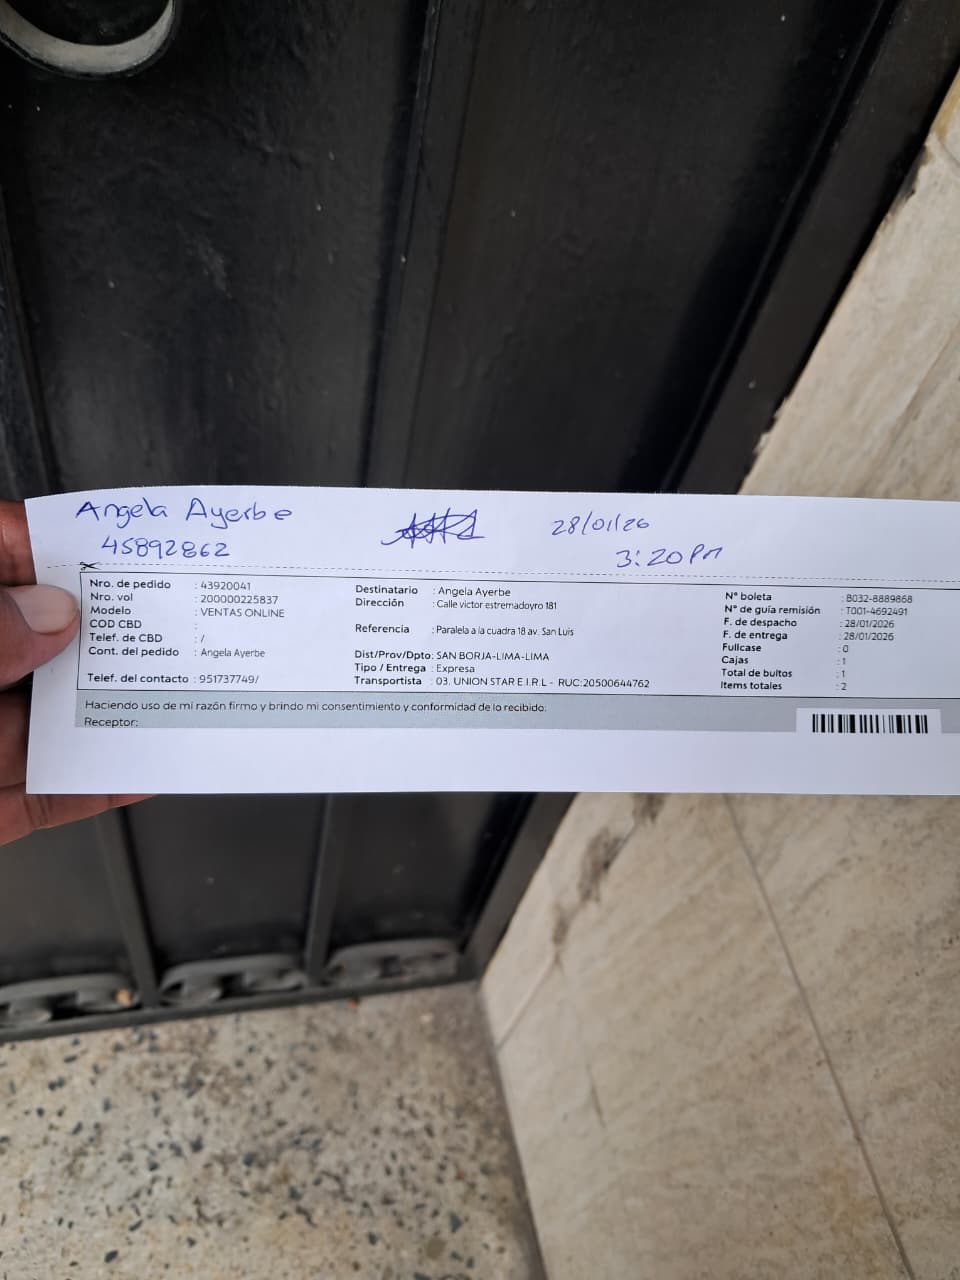 Angela Ayerbe
45892862
28/01/26
3:20 PM
Nro. de pedido : 43920041
Nro. vol : 200000225837
Modelo : VENTAS ONLINE
COD CBD :
Telef. de CBD : /
Cont. del pedido : Angela Ayerbe
Telef. del contacto : 951737749/
Destinatario : Angela Ayerbe
Dirección : Calle victor estremadoyro 181
Referencia : Paralela a la cuadra 18 av. San Luis
Dist/Prov/Dpto: SAN BORJA-LIMA-LIMA
Tipo / Entrega : Expresa
Transportista : 03. UNION STAR E.I.R.L - RUC:20500644762
N° boleta : B032-8889868
N° de guía remisión : T001-4692491
F. de despacho : 28/01/2026
F. de entrega : 28/01/2026
Fullcase : 0
Cajas : 1
Total de bultos : 1
Items totales : 2
Haciendo uso de mi razón firmo y brindo mi consentimiento y conformidad de lo recibido:
Receptor: